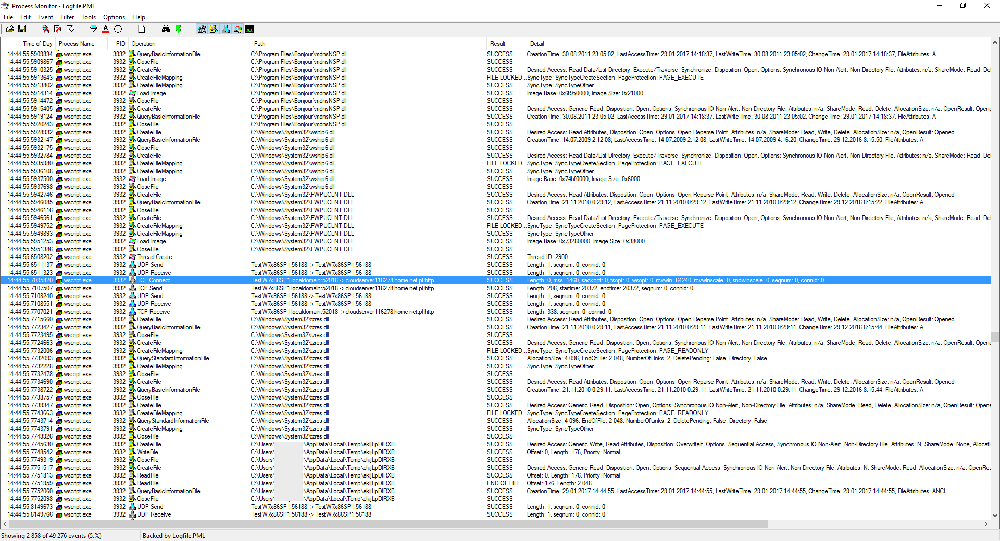 Process Monitor - Logfile.PML
File Edit Event Filter Tools Options Help
Time of Day Process Name PID Operation Path Result Detail
14:44:55,5909834 wscript.exe 3932 QueryBasicInformationFile C:\Program Files\Bonjour\mdnsNSP.dll SUCCESS CreationTime: 30.08.2011 23:05:02, LastAccessTime: 29.01.2017 14:18:37, LastWriteTime: 30.08.2011 23:05:02, ChangeTime: 29.01.2017 14:18:37, FileAttributes: A
14:44:55,5909867 wscript.exe 3932 CloseFile C:\Program Files\Bonjour\mdnsNSP.dll SUCCESS
14:44:55,5910325 wscript.exe 3932 CreateFile C:\Program Files\Bonjour\mdnsNSP.dll SUCCESS Desired Access: Read Data/List Directory, Execute/Traverse, Synchronize, Disposition: Open, Options: Synchronous IO Non-Alert, Non-Directory File, Attributes: n/a, ShareMode: Read, De
14:44:55,5913643 wscript.exe 3932 CreateFileMapping C:\Program Files\Bonjour\mdnsNSP.dll FILE LOCKED... SyncType: SyncTypeCreateSection, PageProtection: PAGE_EXECUTE
14:44:55,5913802 wscript.exe 3932 CreateFileMapping C:\Program Files\Bonjour\mdnsNSP.dll SUCCESS SyncType: SyncTypeOther
14:44:55,5914314 wscript.exe 3932 Load Image C:\Program Files\Bonjour\mdnsNSP.dll SUCCESS Image Base: 0x6f9b0000, Image Size: 0x21000
14:44:55,5914472 wscript.exe 3932 CloseFile C:\Program Files\Bonjour\mdnsNSP.dll SUCCESS
14:44:55,5915405 wscript.exe 3932 CreateFile C:\Program Files\Bonjour\mdnsNSP.dll SUCCESS Desired Access: Generic Read, Disposition: Open, Options: Synchronous IO Non-Alert, Non-Directory File, Attributes: n/a, ShareMode: Read, Delete, AllocationSize: n/a, OpenResult: Opene
14:44:55,5919124 wscript.exe 3932 QueryBasicInformationFile C:\Program Files\Bonjour\mdnsNSP.dll SUCCESS CreationTime: 30.08.2011 23:05:02, LastAccessTime: 29.01.2017 14:18:37, LastWriteTime: 30.08.2011 23:05:02, ChangeTime: 29.01.2017 14:18:37, FileAttributes: A
14:44:55,5920243 wscript.exe 3932 CloseFile C:\Program Files\Bonjour\mdnsNSP.dll SUCCESS
14:44:55,5928932 wscript.exe 3932 CreateFile C:\Windows\System32\wship6.dll SUCCESS Desired Access: Read Attributes, Disposition: Open, Options: Open Reparse Point, Attributes: n/a, ShareMode: Read, Write, Delete, AllocationSize: n/a, OpenResult: Opened
14:44:55,5932147 wscript.exe 3932 QueryBasicInformationFile C:\Windows\System32\wship6.dll SUCCESS CreationTime: 14.07.2009 2:12:08, LastAccessTime: 14.07.2009 2:12:08, LastWriteTime: 14.07.2009 4:16:20, ChangeTime: 29.12.2016 8:15:50, FileAttributes: A
14:44:55,5932175 wscript.exe 3932 CloseFile C:\Windows\System32\wship6.dll SUCCESS
14:44:55,5932784 wscript.exe 3932 CreateFile C:\Windows\System32\wship6.dll SUCCESS Desired Access: Read Data/List Directory, Execute/Traverse, Synchronize, Disposition: Open, Options: Synchronous IO Non-Alert, Non-Directory File, Attributes: n/a, ShareMode: Read, De
14:44:55,5935980 wscript.exe 3932 CreateFileMapping C:\Windows\System32\wship6.dll FILE LOCKED... SyncType: SyncTypeCreateSection, PageProtection: PAGE_EXECUTE
14:44:55,5936108 wscript.exe 3932 CreateFileMapping C:\Windows\System32\wship6.dll SUCCESS SyncType: SyncTypeOther
14:44:55,5937500 wscript.exe 3932 Load Image C:\Windows\System32\wship6.dll SUCCESS Image Base: 0x74bf0000, Image Size: 0x6000
14:44:55,5937698 wscript.exe 3932 CloseFile C:\Windows\System32\wship6.dll SUCCESS
14:44:55,5942746 wscript.exe 3932 CreateFile C:\Windows\System32\FWPUCLNT.DLL SUCCESS Desired Access: Read Attributes, Disposition: Open, Options: Open Reparse Point, Attributes: n/a, ShareMode: Read, Write, Delete, AllocationSize: n/a, OpenResult: Opened
14:44:55,5946085 wscript.exe 3932 QueryBasicInformationFile C:\Windows\System32\FWPUCLNT.DLL SUCCESS CreationTime: 21.11.2010 0:29:12, LastAccessTime: 21.11.2010 0:29:12, LastWriteTime: 21.11.2010 0:29:12, ChangeTime: 29.12.2016 8:15:22, FileAttributes: A
14:44:55,5946116 wscript.exe 3932 CloseFile C:\Windows\System32\FWPUCLNT.DLL SUCCESS
14:44:55,5946561 wscript.exe 3932 CreateFile C:\Windows\System32\FWPUCLNT.DLL SUCCESS Desired Access: Read Data/List Directory, Execute/Traverse, Synchronize, Disposition: Open, Options: Synchronous IO Non-Alert, Non-Directory File, Attributes: n/a, ShareMode: Read, De
14:44:55,5949752 wscript.exe 3932 CreateFileMapping C:\Windows\System32\FWPUCLNT.DLL FILE LOCKED... SyncType: SyncTypeCreateSection, PageProtection: PAGE_EXECUTE
14:44:55,5949893 wscript.exe 3932 CreateFileMapping C:\Windows\System32\FWPUCLNT.DLL SUCCESS SyncType: SyncTypeOther
14:44:55,5951253 wscript.exe 3932 Load Image C:\Windows\System32\FWPUCLNT.DLL SUCCESS Image Base: 0x73280000, Image Size: 0x38000
14:44:55,5951386 wscript.exe 3932 CloseFile C:\Windows\System32\FWPUCLNT.DLL SUCCESS
14:44:55,6508202 wscript.exe 3932 Thread Create SUCCESS Thread ID: 2900
14:44:55,6511137 wscript.exe 3932 UDP Send TestW7x86SP1:56188 -> TestW7x86SP1:56188 SUCCESS Length: 1, seqnum: 0, connid: 0
14:44:55,6511323 wscript.exe 3932 UDP Receive TestW7x86SP1:56188 -> TestW7x86SP1:56188 SUCCESS Length: 1, seqnum: 0, connid: 0
14:44:55,7095820 wscript.exe 3932 TCP Connect TestW7x86SP1.localdomain:52018 -> cloudserver116278.home.net.pl:http SUCCESS Length: 0, mss: 1460, sackopt: 0, tsopt: 0, wsopt: 0, rcvwin: 64240, rcvwinscale: 0, sndwinscale: 0, seqnum: 0, connid: 0
14:44:55,7107507 wscript.exe 3932 TCP Send TestW7x86SP1.localdomain:52018 -> cloudserver116278.home.net.pl:http SUCCESS Length: 206, startime: 20372, endtime: 20372, seqnum: 0, connid: 0
14:44:55,7108240 wscript.exe 3932 UDP Send TestW7x86SP1:56188 -> TestW7x86SP1:56188 SUCCESS Length: 1, seqnum: 0, connid: 0
14:44:55,7108551 wscript.exe 3932 UDP Receive TestW7x86SP1:56188 -> TestW7x86SP1:56188 SUCCESS Length: 1, seqnum: 0, connid: 0
14:44:55,7707021 wscript.exe 3932 TCP Receive TestW7x86SP1.localdomain:52018 -> cloudserver116278.home.net.pl:http SUCCESS Length: 338, seqnum: 0, connid: 0
14:44:55,7715660 wscript.exe 3932 CreateFile C:\Windows\System32\tzres.dll SUCCESS Desired Access: Read Attributes, Disposition: Open, Options: Open Reparse Point, Attributes: n/a, ShareMode: Read, Write, Delete, AllocationSize: n/a, OpenResult: Opened
14:44:55,7723427 wscript.exe 3932 QueryBasicInformationFile C:\Windows\System32\tzres.dll SUCCESS CreationTime: 21.11.2010 0:29:11, LastAccessTime: 21.11.2010 0:29:11, LastWriteTime: 21.11.2010 0:29:11, ChangeTime: 29.12.2016 8:15:44, FileAttributes: A
14:44:55,7723495 wscript.exe 3932 CloseFile C:\Windows\System32\tzres.dll SUCCESS
14:44:55,7724663 wscript.exe 3932 CreateFile C:\Windows\System32\tzres.dll SUCCESS Desired Access: Generic Read, Disposition: Open, Options: Synchronous IO Non-Alert, Non-Directory File, Attributes: n/a, ShareMode: Read, Delete, AllocationSize: n/a, OpenResult: Opene
14:44:55,7732006 wscript.exe 3932 CreateFileMapping C:\Windows\System32\tzres.dll FILE LOCKED... SyncType: SyncTypeCreateSection, PageProtection: PAGE_READONLY
14:44:55,7732093 wscript.exe 3932 QueryStandardInformationFile C:\Windows\System32\tzres.dll SUCCESS AllocationSize: 4 096, EndOfFile: 2 048, NumberOfLinks: 2, DeletePending: False, Directory: False
14:44:55,7732228 wscript.exe 3932 CreateFileMapping C:\Windows\System32\tzres.dll SUCCESS SyncType: SyncTypeOther
14:44:55,7732478 wscript.exe 3932 CloseFile C:\Windows\System32\tzres.dll SUCCESS
14:44:55,7734690 wscript.exe 3932 CreateFile C:\Windows\System32\tzres.dll SUCCESS Desired Access: Read Attributes, Disposition: Open, Options: Open Reparse Point, Attributes: n/a, ShareMode: Read, Write, Delete, AllocationSize: n/a, OpenResult: Opened
14:44:55,7738722 wscript.exe 3932 QueryBasicInformationFile C:\Windows\System32\tzres.dll SUCCESS CreationTime: 21.11.2010 0:29:11, LastAccessTime: 21.11.2010 0:29:11, LastWriteTime: 21.11.2010 0:29:11, ChangeTime: 29.12.2016 8:15:44, FileAttributes: A
14:44:55,7738757 wscript.exe 3932 CloseFile C:\Windows\System32\tzres.dll SUCCESS
14:44:55,7739347 wscript.exe 3932 CreateFile C:\Windows\System32\tzres.dll SUCCESS Desired Access: Generic Read, Disposition: Open, Options: Synchronous IO Non-Alert, Non-Directory File, Attributes: n/a, ShareMode: Read, Delete, AllocationSize: n/a, OpenResult: Opene
14:44:55,7743663 wscript.exe 3932 CreateFileMapping C:\Windows\System32\tzres.dll FILE LOCKED... SyncType: SyncTypeCreateSection, PageProtection: PAGE_READONLY
14:44:55,7743714 wscript.exe 3932 QueryStandardInformationFile C:\Windows\System32\tzres.dll SUCCESS AllocationSize: 4 096, EndOfFile: 2 048, NumberOfLinks: 2, DeletePending: False, Directory: False
14:44:55,7743791 wscript.exe 3932 CreateFileMapping C:\Windows\System32\tzres.dll SUCCESS SyncType: SyncTypeOther
14:44:55,7743926 wscript.exe 3932 CloseFile C:\Windows\System32\tzres.dll SUCCESS
14:44:55,7745630 wscript.exe 3932 CreateFile C:\Users\ l\AppData\Local\Temp\ekijLpDlRXB SUCCESS Desired Access: Generic Write, Read Attributes, Disposition: OverwriteIf, Options: Sequential Access, Synchronous IO Non-Alert, Non-Directory File, Attributes: N, ShareMode: None, Allocati
14:44:55,7748542 wscript.exe 3932 WriteFile C:\Users\ l\AppData\Local\Temp\ekijLpDlRXB SUCCESS Offset: 0, Length: 176, Priority: Normal
14:44:55,7749319 wscript.exe 3932 CloseFile C:\Users\ l\AppData\Local\Temp\ekijLpDlRXB SUCCESS
14:44:55,7751517 wscript.exe 3932 CreateFile C:\Users\ l\AppData\Local\Temp\ekijLpDlRXB SUCCESS Desired Access: Generic Read, Disposition: Open, Options: Sequential Access, Synchronous IO Non-Alert, Non-Directory File, Attributes: N, ShareMode: Read, AllocationSize: n/a, OpenRes
14:44:55,7751813 wscript.exe 3932 ReadFile C:\Users\ l\AppData\Local\Temp\ekijLpDlRXB SUCCESS Offset: 0, Length: 176, Priority: Normal
14:44:55,7751959 wscript.exe 3932 ReadFile C:\Users\ l\AppData\Local\Temp\ekijLpDlRXB END OF FILE Offset: 176, Length: 2 048
14:44:55,7752060 wscript.exe 3932 QueryBasicInformationFile C:\Users\ l\AppData\Local\Temp\ekijLpDlRXB SUCCESS CreationTime: 29.01.2017 14:44:55, LastAccessTime: 29.01.2017 14:44:55, LastWriteTime: 29.01.2017 14:44:55, ChangeTime: 29.01.2017 14:44:55, FileAttributes: ANCI
14:44:55,7752098 wscript.exe 3932 CloseFile C:\Users\ l\AppData\Local\Temp\ekijLpDlRXB SUCCESS
14:44:55,8149673 wscript.exe 3932 UDP Send TestW7x86SP1:56188 -> TestW7x86SP1:56188 SUCCESS Length: 1, seqnum: 0, connid: 0
14:44:55,8149766 wscript.exe 3932 UDP Receive TestW7x86SP1:56188 -> TestW7x86SP1:56188 SUCCESS Length: 1, seqnum: 0, connid: 0
Showing 2 858 of 49 276 events (5.%) Backed by Logfile.PML